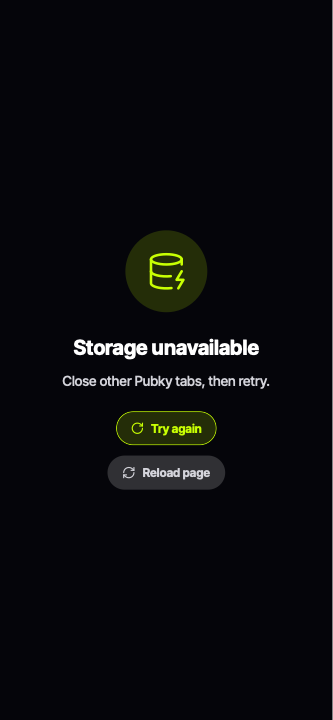 Storage unavailable
Close other Pubky tabs, then retry.
Try again
Reload page